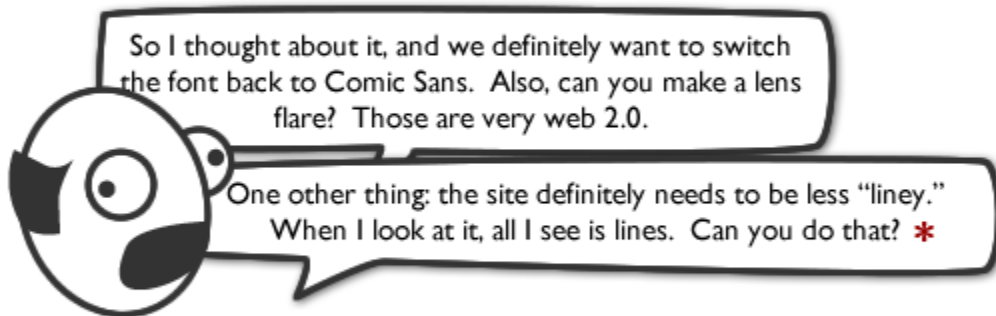 So I thought about it, and we definitely want to switch
the font back to Comic Sans.  Also, can you make a lens
flare?  Those are very web 2.0.
One other thing: the site definitely needs to be less “liney.”
When I look at it, all I see is lines.  Can you do that? *